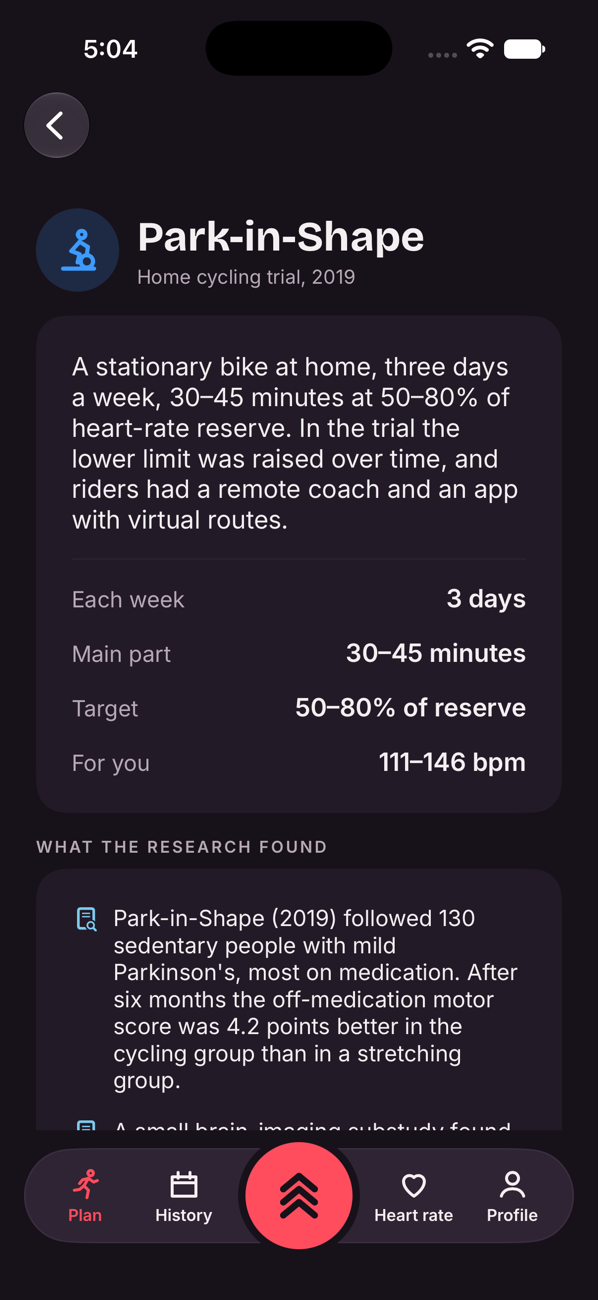 5:04
Park-in-Shape
Home cycling trial, 2019
A stationary bike at home, three days
a week, 30–45 minutes at 50–80% of
heart-rate reserve. In the trial the
lower limit was raised over time, and
riders had a remote coach and an app
with virtual routes.
Each week 3 days
Main part 30–45 minutes
Target 50–80% of reserve
For you 111–146 bpm
WHAT THE RESEARCH FOUND
Park-in-Shape (2019) followed 130
sedentary people with mild
Parkinson's, most on medication. After
six months the off-medication motor
score was 4.2 points better in the
cycling group than in a stretching
group.
A small brain-imaging substudy found
Plan History Heart rate Profile